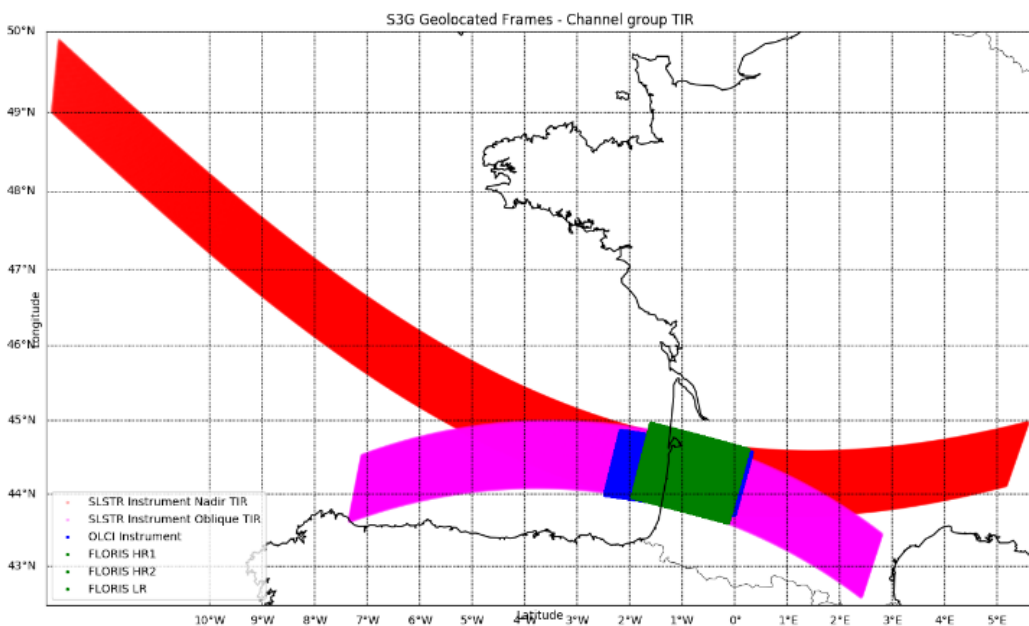 S3G Geolocated Frames - Channel group TIR
50°N
49°N
48°N
47°N
46°N
45°N
44°N
43°N
Longitude
SLSTR Instrument Nadir TIR
SLSTR Instrument Oblique TIR
OLCI Instrument
FLORIS HR1
FLORIS HR2
FLORIS LR
10°W 9°W 8°W 7°W 6°W 5°W 4°W 3°W 2°W 1°W 0° 1°E 2°E 3°E 4°E 5°E
Latitude